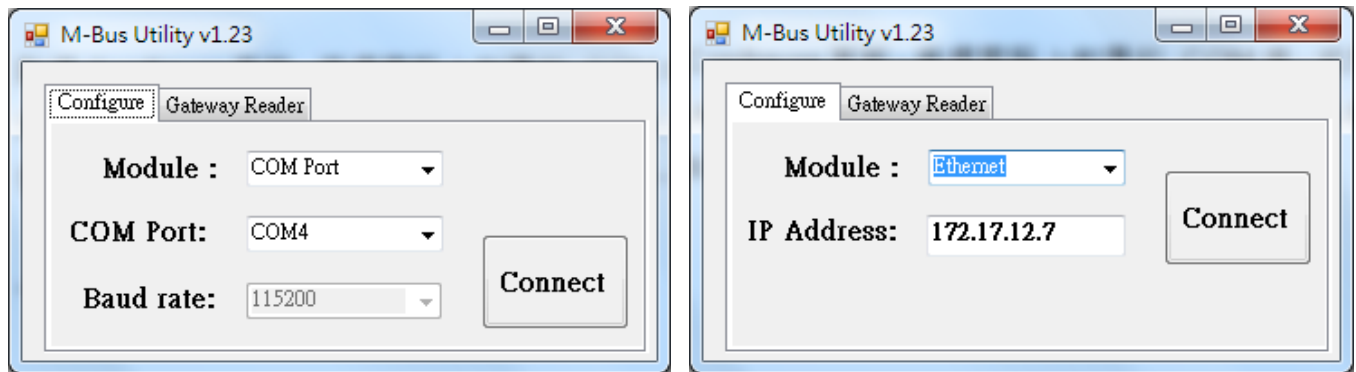 M-Bus Utility v1.23
Configure
Gateway Reader
Module :
COM Port
COM Port:
COM4
Baud rate:
115200
Connect
M-Bus Utility v1.23
Configure
Gateway Reader
Module :
Ethernet
IP Address:
172.17.12.7
Connect